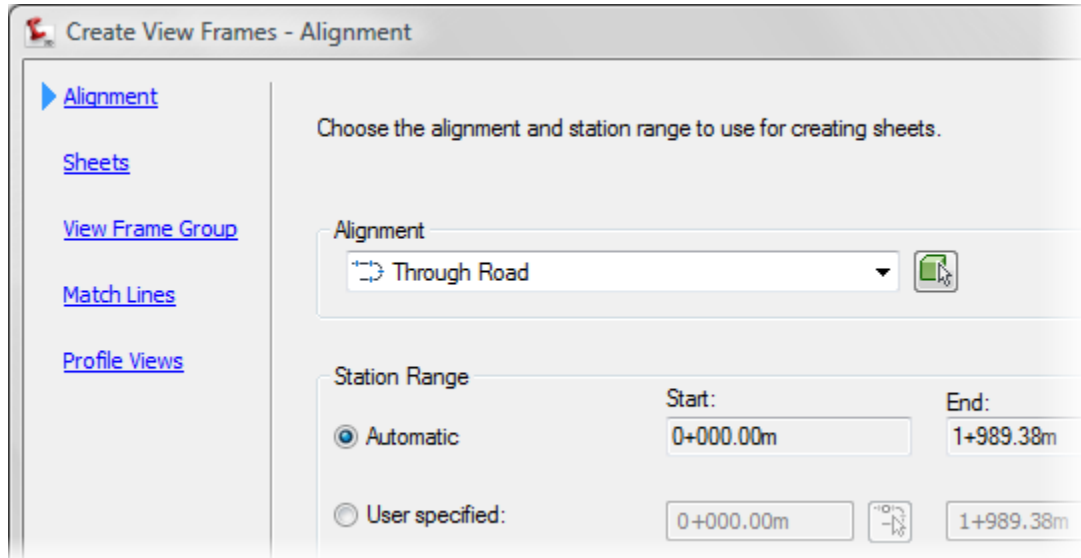 Create View Frames - Alignment
Alignment
Sheets
View Frame Group
Match Lines
Profile Views
Choose the alignment and station range to use for creating sheets.
Alignment
Through Road
Station Range
Start: End:
Automatic 0+000.00m 1+989.38m
User specified: 0+000.00m 1+989.38m